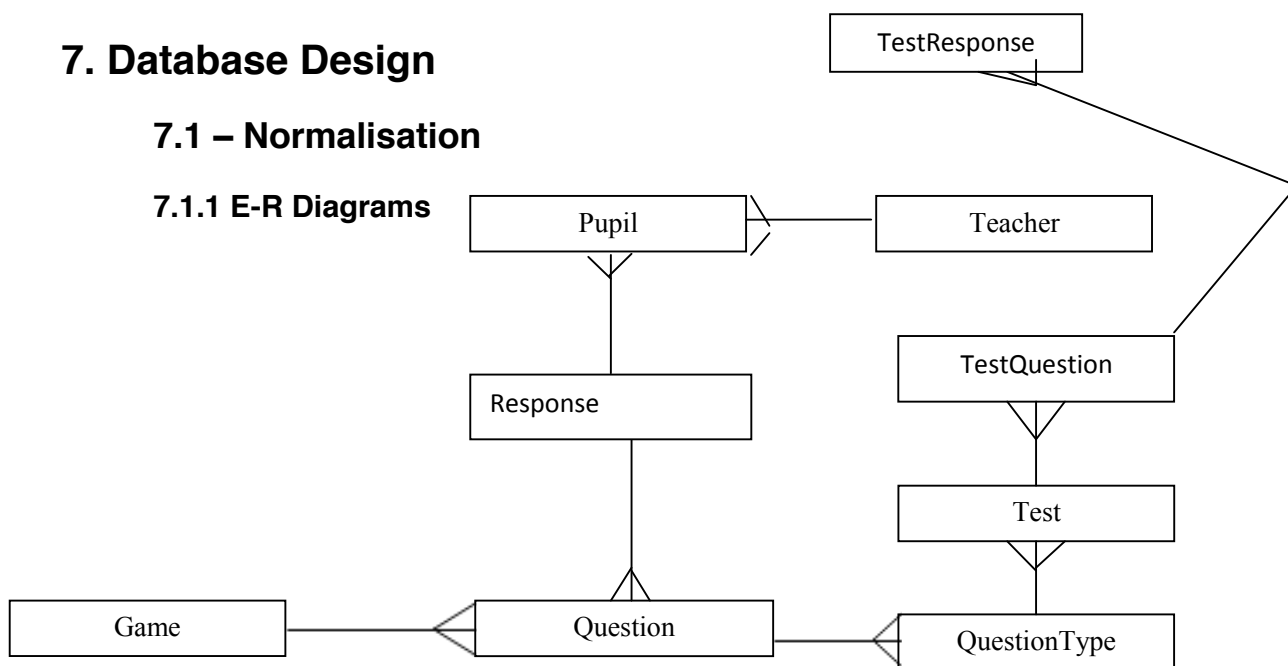 7. Database Design
TestResponse
7.1 – Normalisation
7.1.1 E-R Diagrams
Pupil
Teacher
TestQuestion
Response
Test
Game
Question
QuestionType